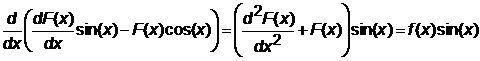 d/dx(dF(x)/dx sin(x) − F(x)cos(x)) = (d²F(x)/dx² + F(x))sin(x) = f(x)sin(x)